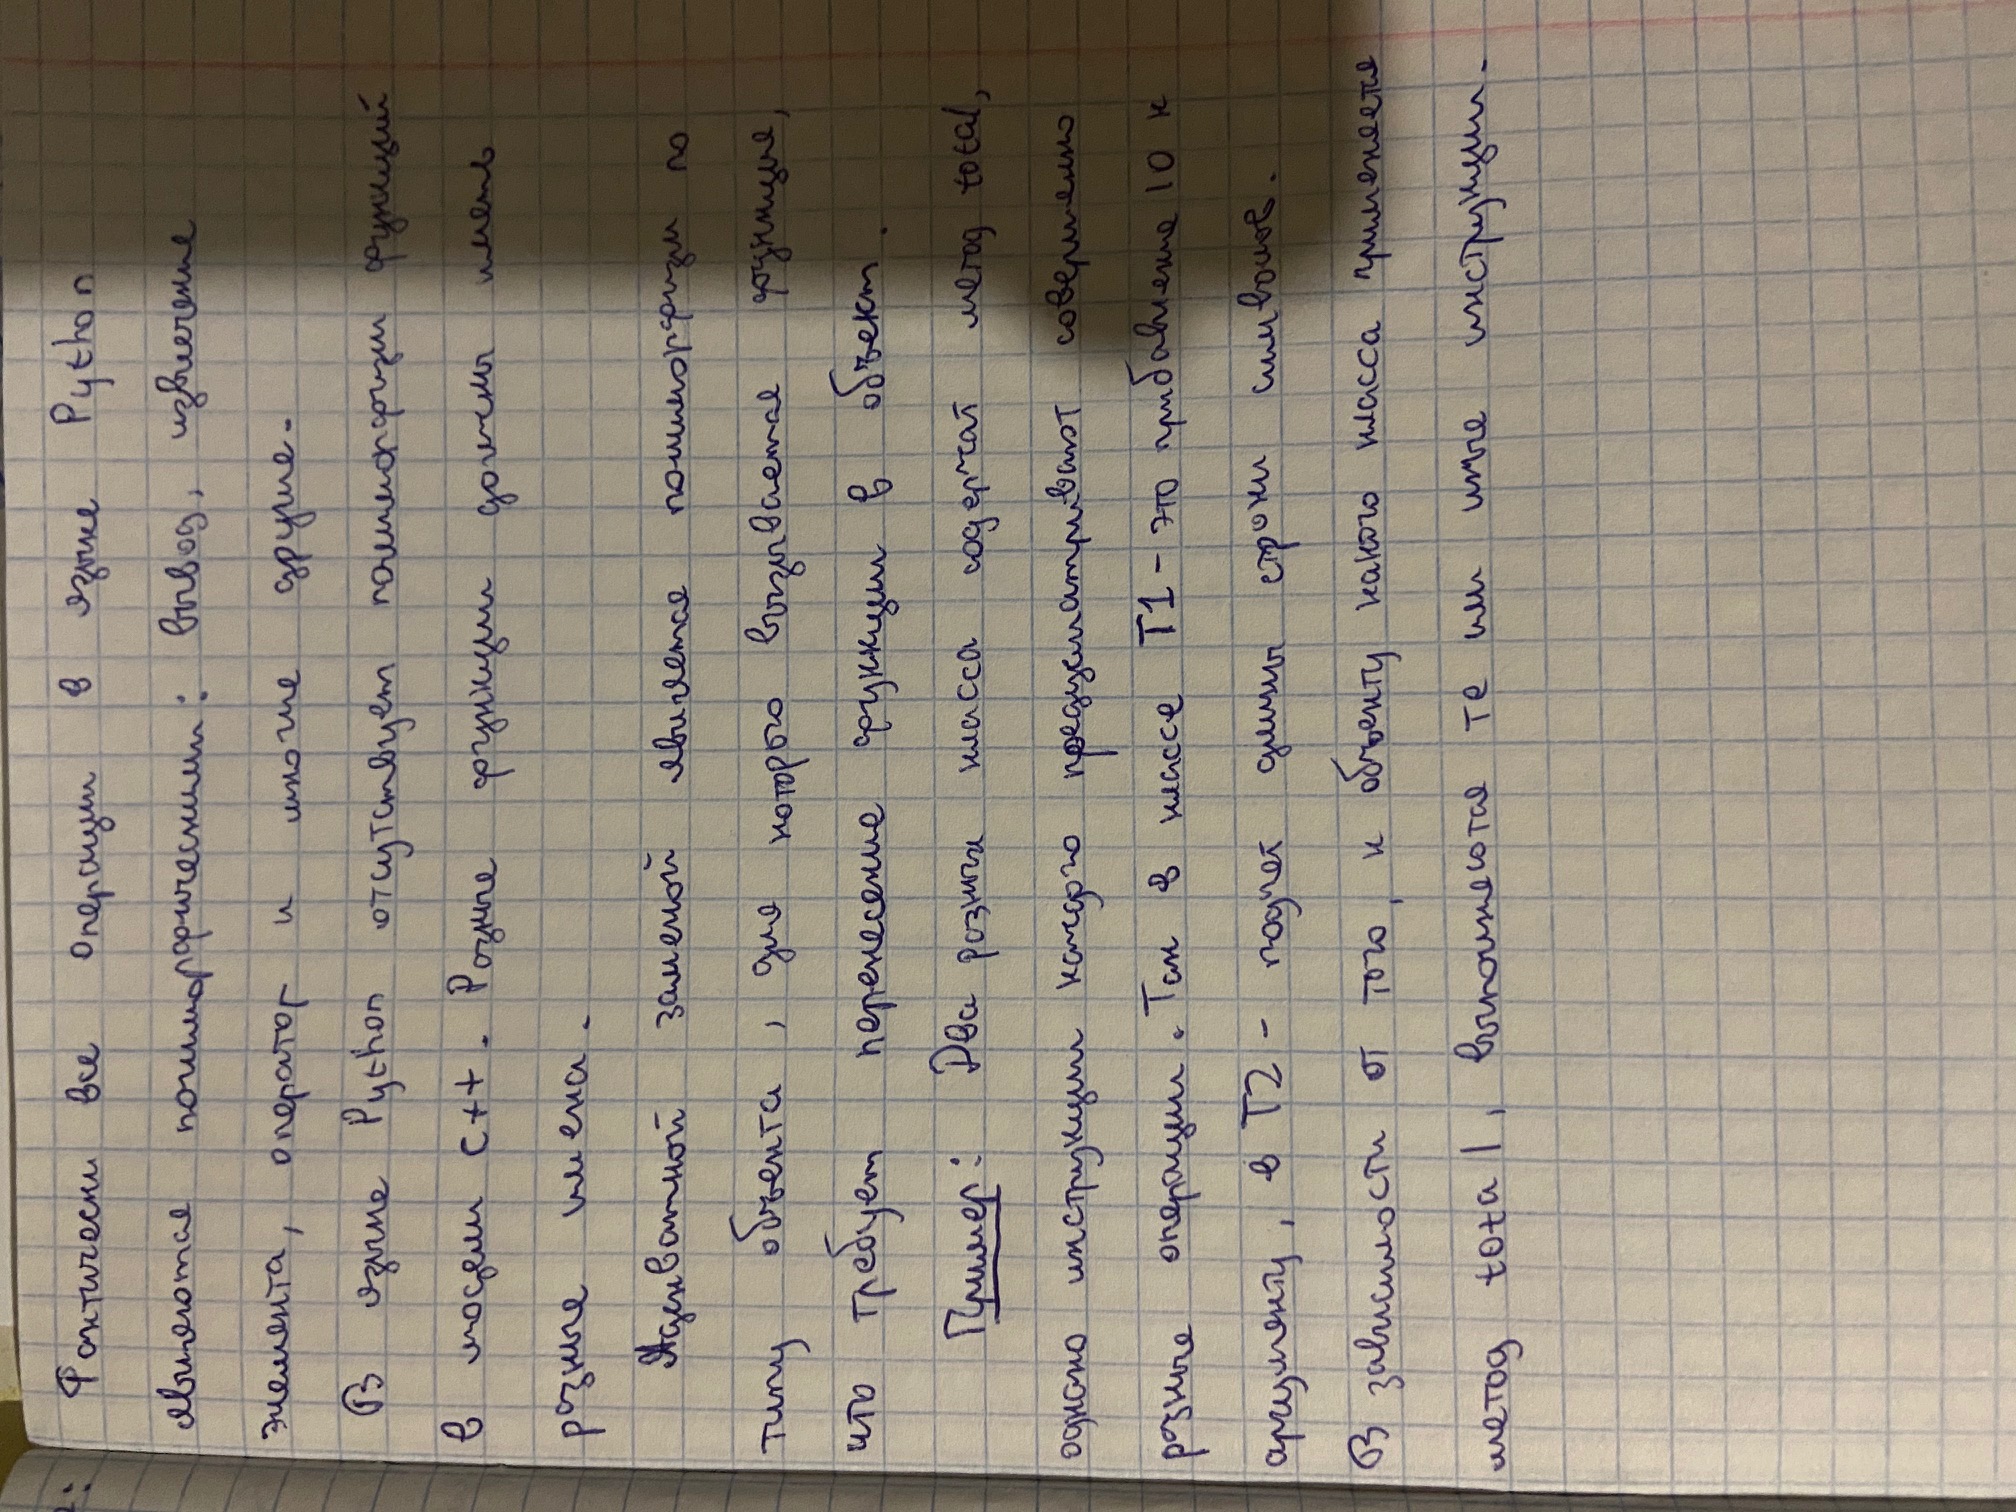 Фактически все операции в языке Python
являются полиморфическими: вывод, извлечение
элемента, оператор и многие другие.
В языке Python отсутствует полиморфизм функций
в модели C++. Разные функции должны иметь
разные имена.
Адекватной заменой является полиморфизм по
типу объекта, для которого вызывается функция,
что требует перенесение функции в объект.
Пример: Два разных класса содержат метод total,
однако инструкции каждого предусматривают совершенно
разные операции. Так в классе T1 - это прибавление 10 к
аргументу, в T2 - подчет длины строки символов.
В зависимости от того, к объекту какого класса применяется
метод total, выполняются те или иные инструкции.